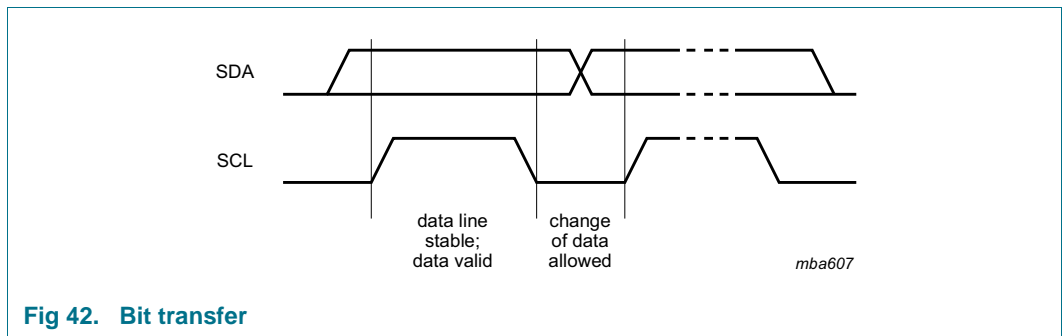 SDA
SCL
data line
stable;
data valid
change
of data
allowed
mba607
Fig 42. Bit transfer